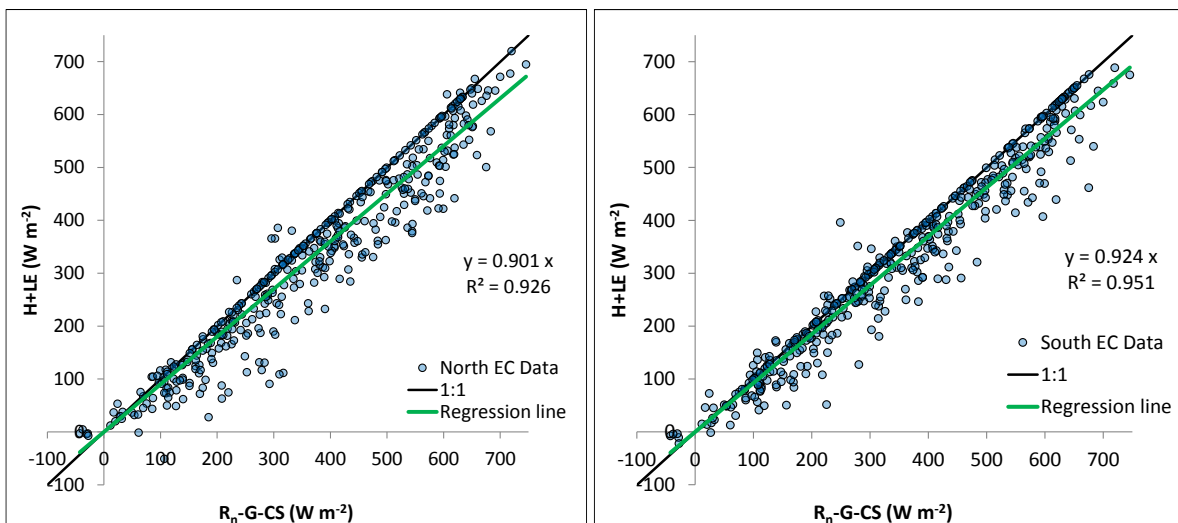 700
600
500
400
300
200
100
0
-100
-100 0 100 200 300 400 500 600 700
H+LE (W m-2)
Rn-G-CS (W m-2)
y = 0.901 x
R² = 0.926
North EC Data
1:1
Regression line
700
600
500
400
300
200
100
0
-100
-100 0 100 200 300 400 500 600 700
H+LE (W m-2)
Rn-G-CS (W m-2)
y = 0.924 x
R² = 0.951
South EC Data
1:1
Regression line